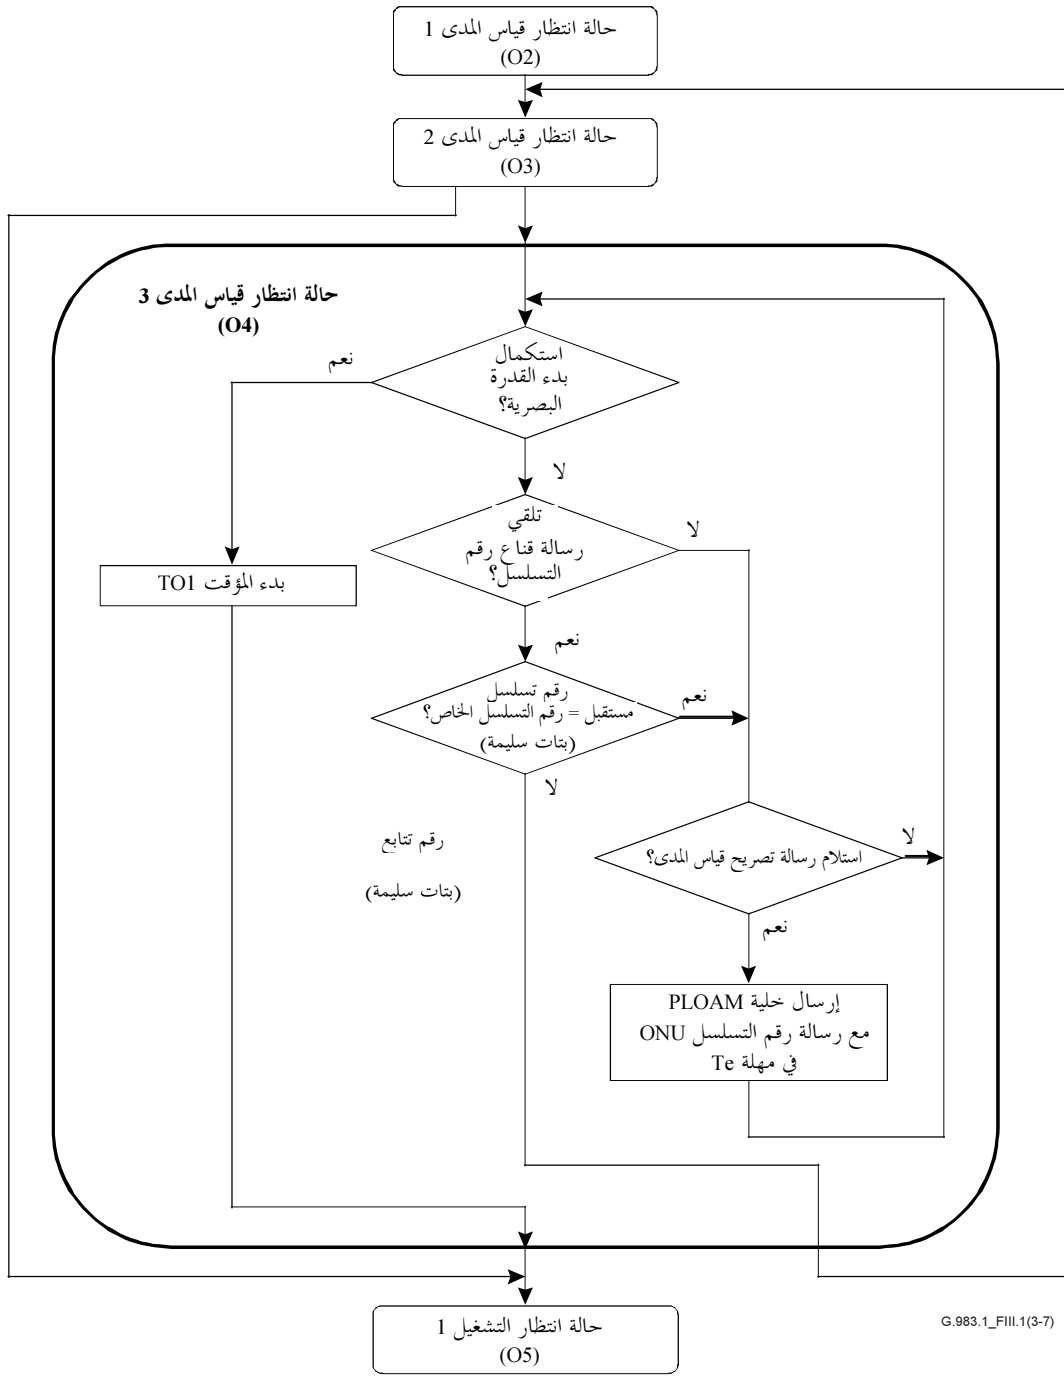 حالة انتظار قياس المدى 1
(O2)
حالة انتظار قياس المدى 2
(O3)
حالة انتظار قياس المدى 3
(O4)
استكمال
بدء القدرة
البصرية؟
نعم
لا
تلقي
رسالة قناع رقم
التسلسل؟
لا
بدء المؤقت TO1
نعم
رقم تسلسل
مستقبل = رقم التسلسل الخاص؟
(بتات سليمة)
نعم
لا
رقم تتابع
(بتات سليمة)
استلام رسالة تصريح قياس المدى؟
لا
نعم
إرسال خلية PLOAM
مع رسالة رقم التسلسل ONU
في مهلة Te
حالة انتظار التشغيل 1
(O5)
G.983.1_FIII.1(3-7)